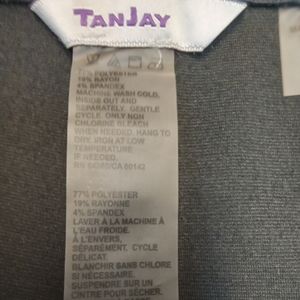 TANJAY
77% POLYESTER
19% RAYON
4% SPANDEX
MACHINE WASH COLD,
INSIDE OUT AND
SEPARATELY, GENTLE
CYCLE. ONLY NON
CHLORINE BLEACH
WHEN NEEDED. HANG TO
DRY. IRON AT LOW
TEMPERATURE
IF NEEDED.
77% POLYESTER
19% RAYONNE
4% SPANDEX
LAVER À LA MACHINE À
L'EAU FROIDE.
À L'ENVERS,
SÉPARÉMENT, CYCLE
DÉLICAT.
BLANCHIR SANS CHLORE
SI NÉCESSAIRE.
SUSPENDRE SUR UN
CINTRE POUR SÉCHER.